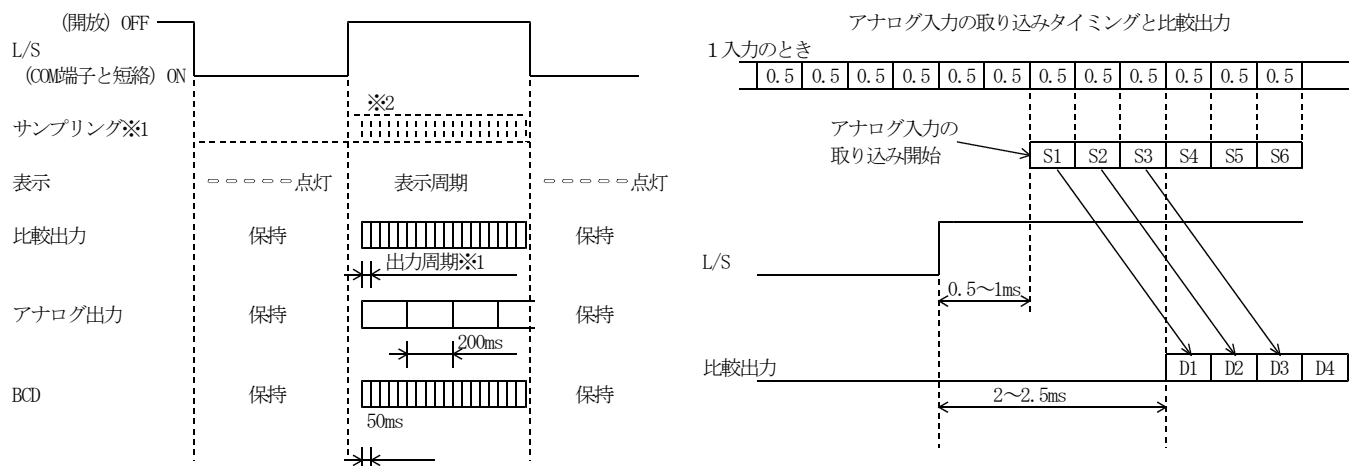 (開放) OFF
L/S
(COM端子と短絡) ON
※2
サンプリング※1
表示
点灯
表示周期
点灯
比較出力
保持
保持
出力周期※1
アナログ出力
保持
保持
200ms
BCD
保持
保持
50ms
アナログ入力の取り込みタイミングと比較出力
1入力のとき
0.5 0.5 0.5 0.5 0.5 0.5 0.5 0.5 0.5 0.5 0.5 0.5
アナログ入力の
取り込み開始
S1 S2 S3 S4 S5 S6
L/S
0.5～1ms
比較出力
D1 D2 D3 D4
2～2.5ms